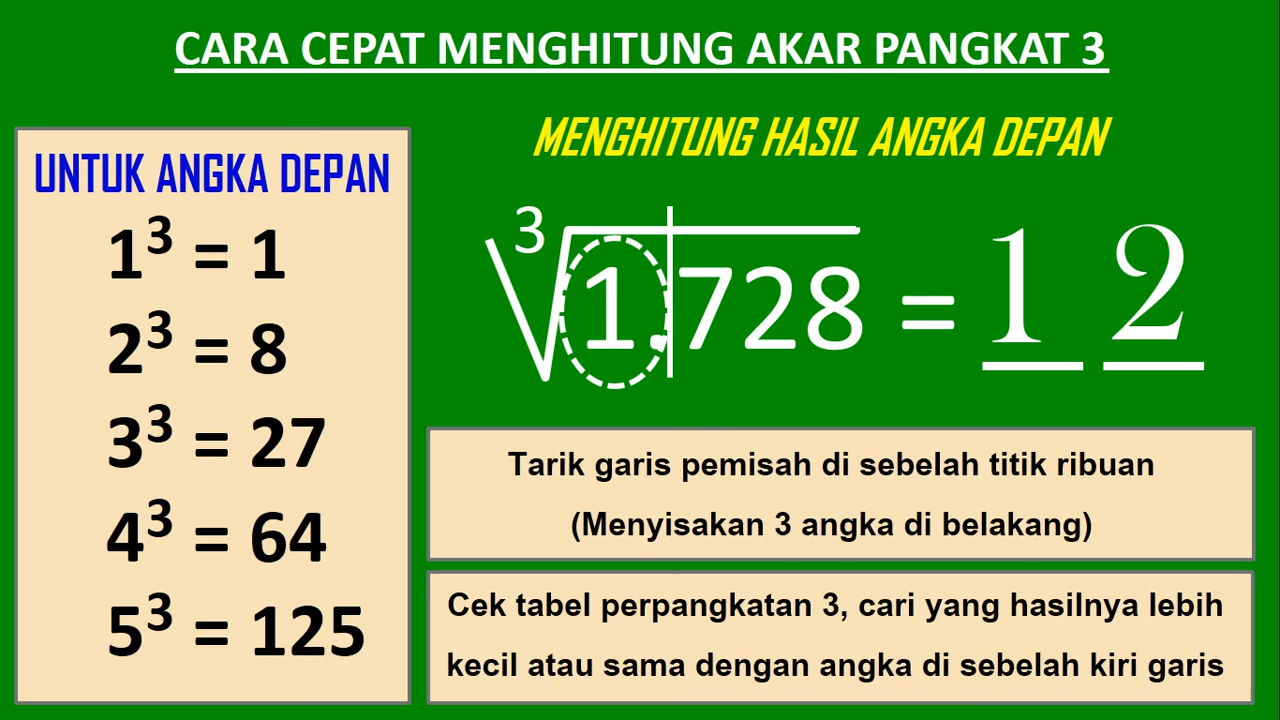 CARA CEPAT MENGHITUNG AKAR PANGKAT 3
UNTUK ANGKA DEPAN
1³ = 1
2³ = 8
3³ = 27
4³ = 64
5³ = 125
MENGHITUNG HASIL ANGKA DEPAN
³√1.728 = 1 2
Tarik garis pemisah di sebelah titik ribuan
(Menyisakan 3 angka di belakang)
Cek tabel perpangkatan 3, cari yang hasilnya lebih
kecil atau sama dengan angka di sebelah kiri garis